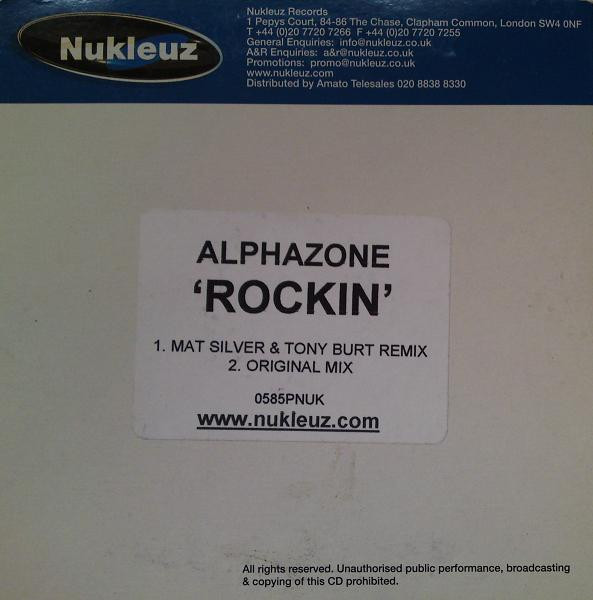 Nukleuz
Nukleuz Records
1 Pepys Court, 84-86 The Chase, Clapham Common, London SW4 0NF
T +44 (0)20 7720 7266 F +44 (0)20 7720 7255
General Enquiries: info@nukleuz.co.uk
A&R Enquiries: a&r@nukleuz.co.uk
Promotions: promo@nukleuz.co.uk
www.nukleuz.com
Distributed by Amato Telesales 020 8838 8330
ALPHAZONE
‘ROCKIN’
1. MAT SILVER & TONY BURT REMIX
2. ORIGINAL MIX
0585PNUK
www.nukleuz.com
All rights reserved. Unauthorised public performance, broadcasting
& copying of this CD prohibited.